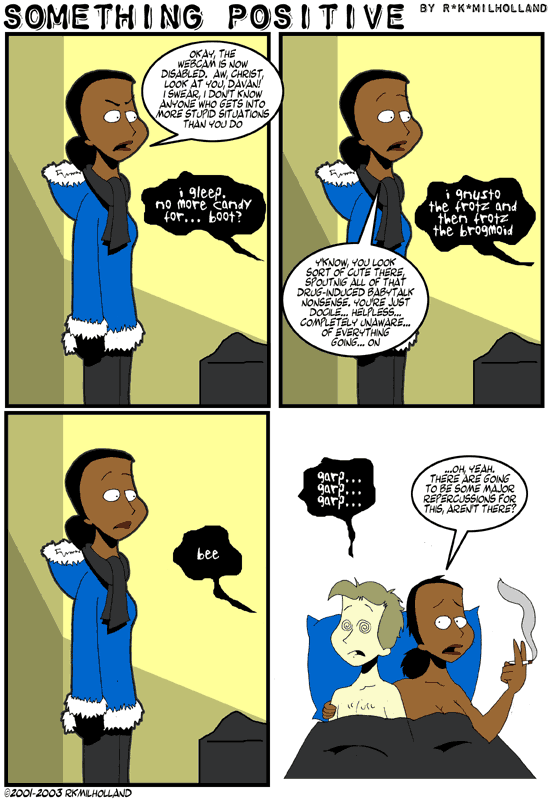 SOMETHING POSITIVE BY R*K*MILHOLLAND
OKAY, THE
WEBCAM IS NOW
DISABLED. AW, CHRIST,
LOOK AT YOU, DAVAN!
I SWEAR, I DON'T KNOW
ANYONE WHO GETS INTO
MORE STUPID SITUATIONS
THAN YOU DO
i gleep.
no more candy
for... boot?
i gnusto
the frotz and
then frotz
the brogmoid
Y'KNOW, YOU LOOK
SORT OF CUTE THERE,
SPOUTNIG ALL OF THAT
DRUG-INDUCED BABYTALK
NONSENSE. YOU'RE JUST
DOCILE... HELPLESS...
COMPLETELY UNAWARE...
OF EVERYTHING
GOING... ON
bee
garp...
garp...
garp...
...OH, YEAH.
THERE ARE GOING
TO BE SOME MAJOR
REPERCUSSIONS FOR
THIS, AREN'T THERE?
©2001-2003 RKMILHOLLAND